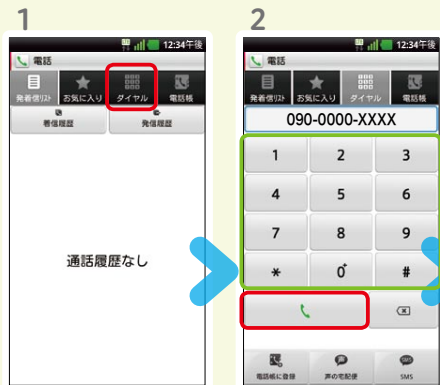 1
12:34午後
電話
発着信リスト お気に入り ダイヤル 電話帳
着信履歴 発信履歴
通話履歴なし
2
12:34午後
電話
発着信リスト お気に入り ダイヤル 電話帳
090-0000-XXXX
1 2 3
4 5 6
7 8 9
* 0+ #
電話帳に登録 声の宅配便 SMS